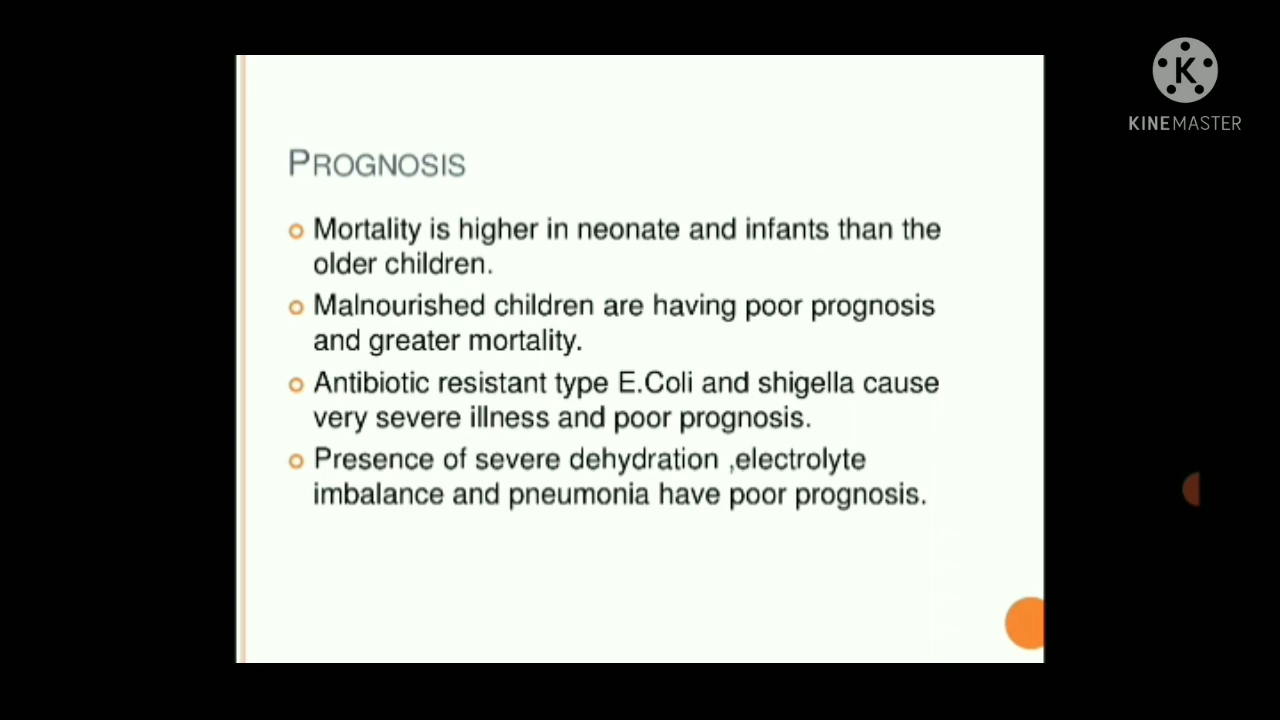 KINEMASTER
PROGNOSIS
Mortality is higher in neonate and infants than the
older children.
Malnourished children are having poor prognosis
and greater mortality.
Antibiotic resistant type E.Coli and shigella cause
very severe illness and poor prognosis.
Presence of severe dehydration ,electrolyte
imbalance and pneumonia have poor prognosis.